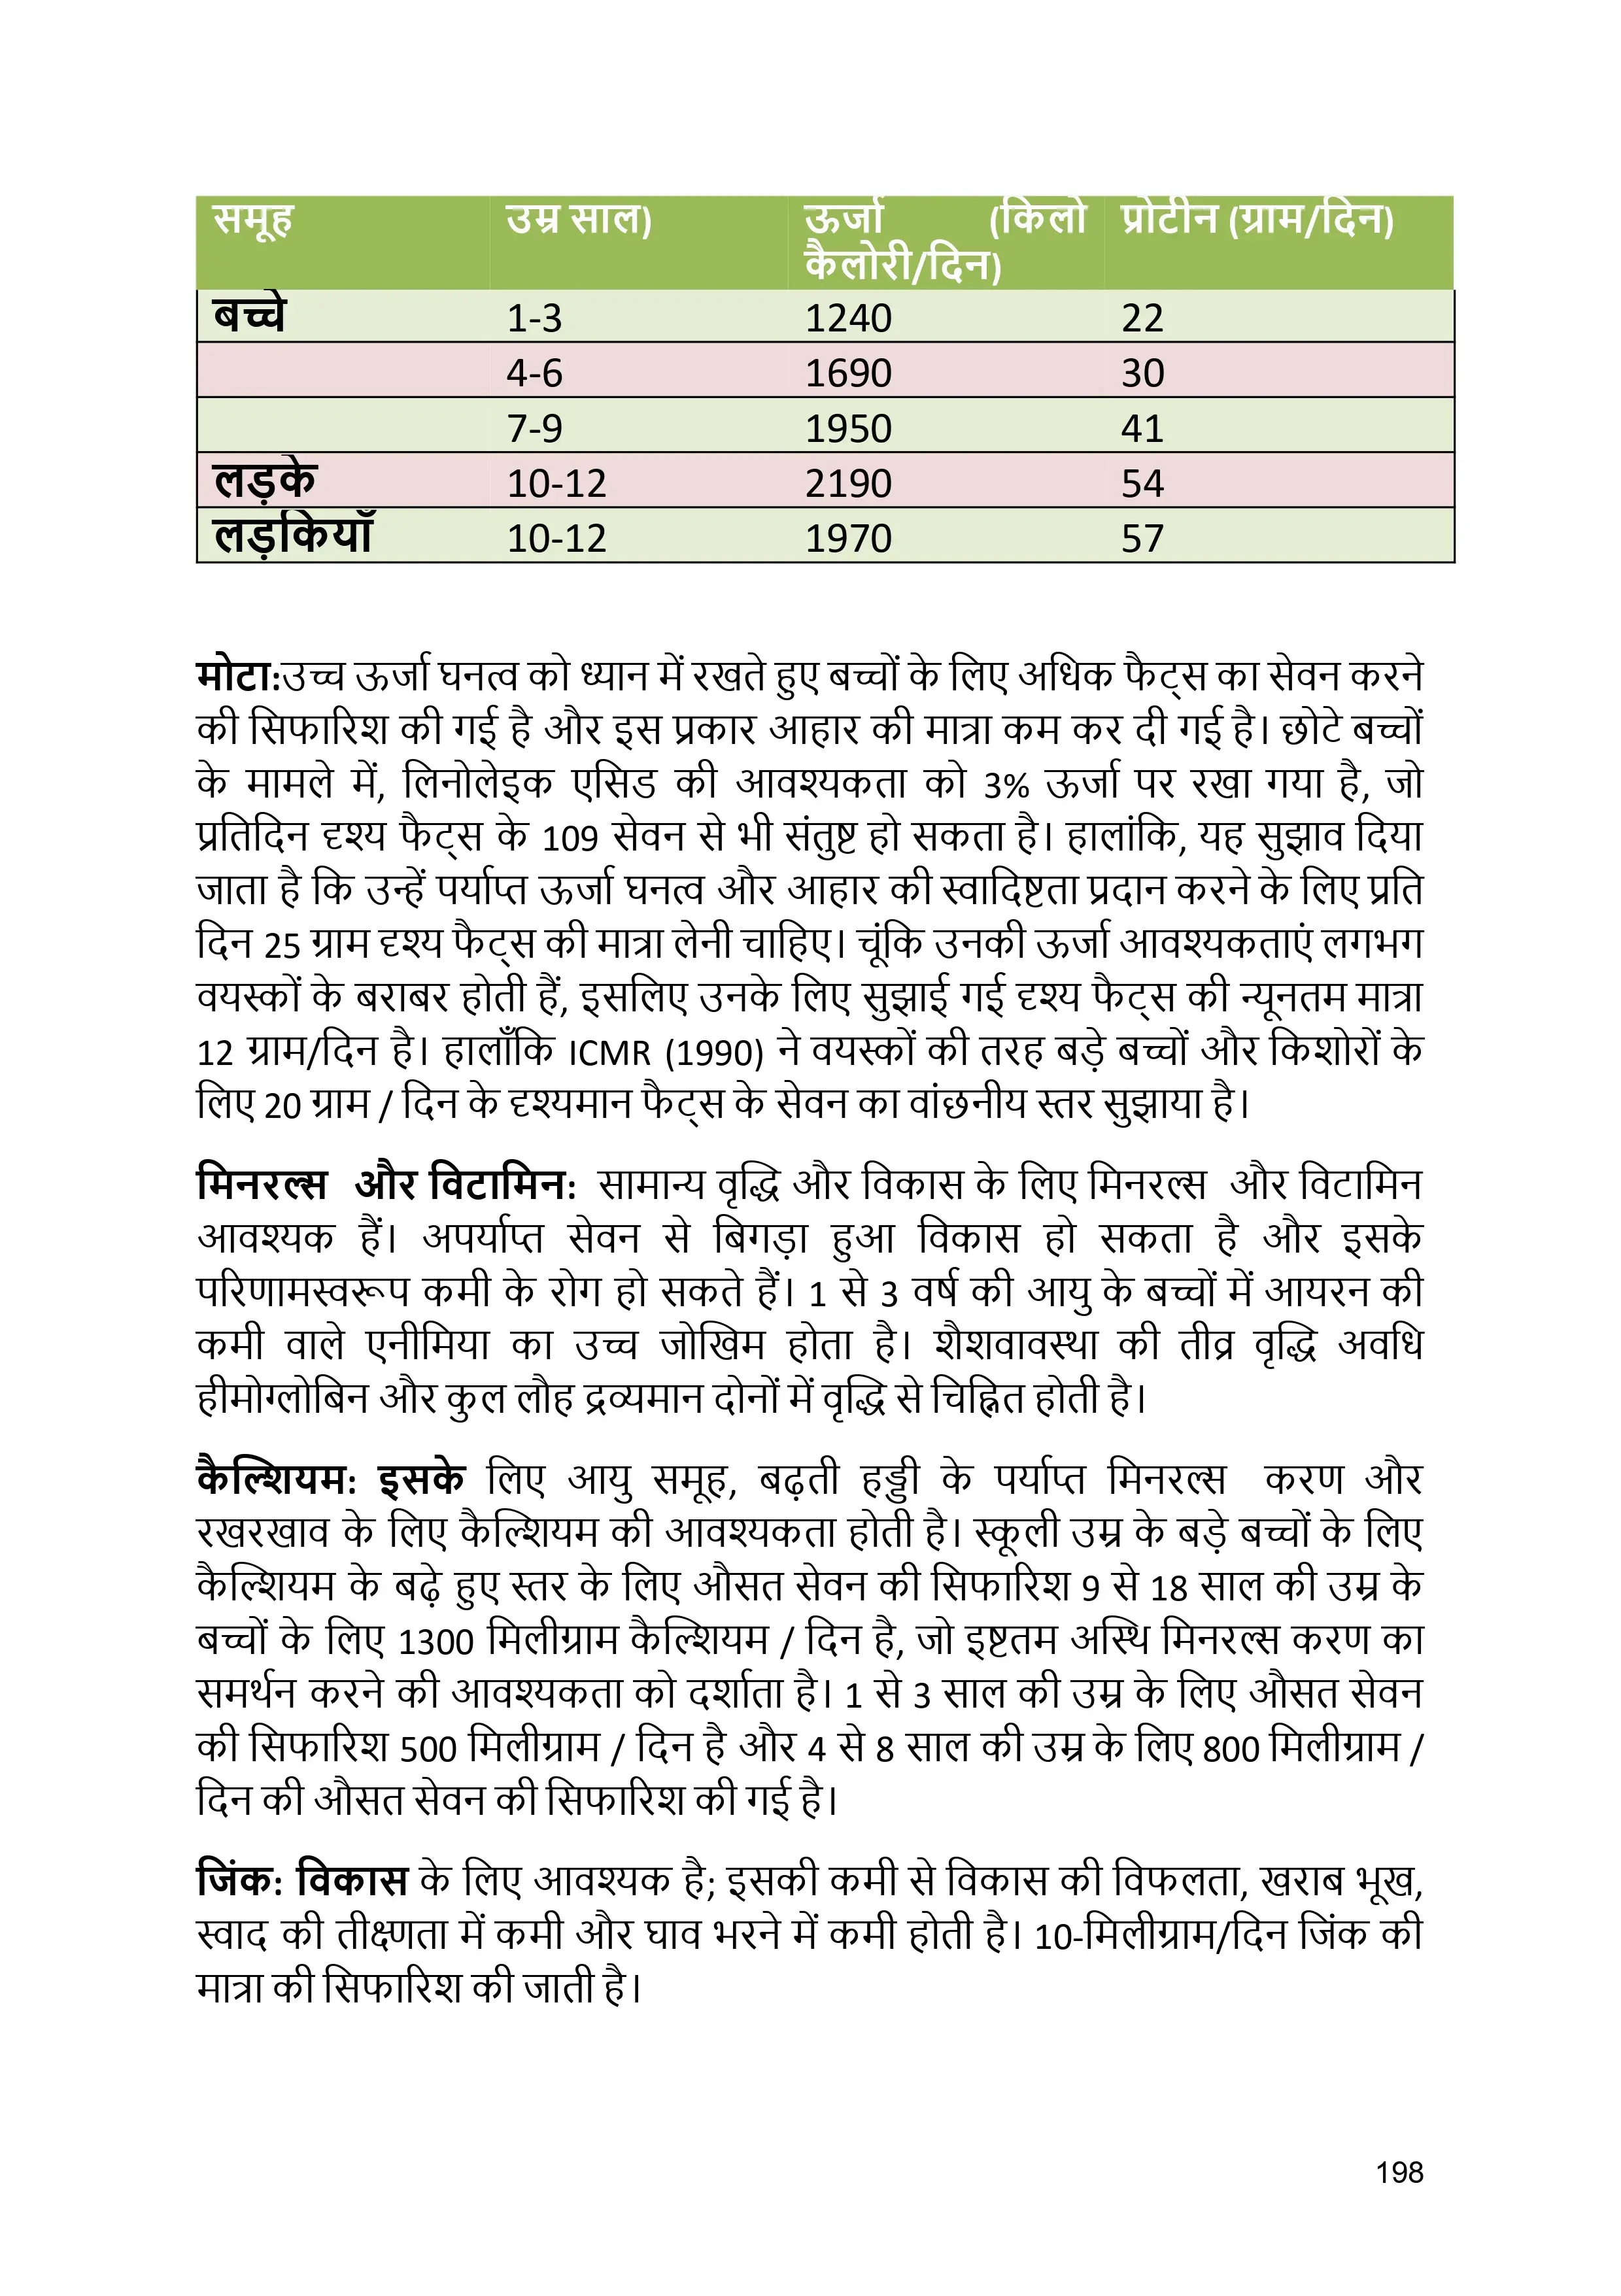 समूह उम्र साल) ऊर्जा (किलो प्रोटीन (ग्राम/दिन)
कैलोरी/दिन)
बच्चे 1-3 1240 22
4-6 1690 30
7-9 1950 41
लड़के 10-12 2190 54
लड़कियाँ 10-12 1970 57
मोटा:उच्च ऊर्जा घनत्व को ध्यान में रखते हुए बच्चों के लिए अधिक फैट्स का सेवन करने
की सिफारिश की गई है और इस प्रकार आहार की मात्रा कम कर दी गई है। छोटे बच्चों
के मामले में, लिनोलेइक एसिड की आवश्यकता को 3% ऊर्जा पर रखा गया है, जो
प्रतिदिन दृश्य फैट्स के 109 सेवन से भी संतुष्ट हो सकता है। हालांकि, यह सुझाव दिया
जाता है कि उन्हें पर्याप्त ऊर्जा घनत्व और आहार की स्वादिष्टता प्रदान करने के लिए प्रति
दिन 25 ग्राम दृश्य फैट्स की मात्रा लेनी चाहिए। चूंकि उनकी ऊर्जा आवश्यकताएं लगभग
वयस्कों के बराबर होती हैं, इसलिए उनके लिए सुझाई गई दृश्य फैट्स की न्यूनतम मात्रा
12 ग्राम/दिन है। हालाँकि ICMR (1990) ने वयस्कों की तरह बड़े बच्चों और किशोरों के
लिए 20 ग्राम / दिन के दृश्यमान फैट्स के सेवन का वांछनीय स्तर सुझाया है।
मिनरल्स और विटामिन: सामान्य वृद्धि और विकास के लिए मिनरल्स और विटामिन
आवश्यक हैं। अपर्याप्त सेवन से बिगड़ा हुआ विकास हो सकता है और इसके
परिणामस्वरूप कमी के रोग हो सकते हैं। 1 से 3 वर्ष की आयु के बच्चों में आयरन की
कमी वाले एनीमिया का उच्च जोखिम होता है। शैशवावस्था की तीव्र वृद्धि अवधि
हीमोग्लोबिन और कुल लौह द्रव्यमान दोनों में वृद्धि से चिह्नित होती है।
कैल्शियम: इसके लिए आयु समूह, बढ़ती हड्डी के पर्याप्त मिनरल्स करण और
रखरखाव के लिए कैल्शियम की आवश्यकता होती है। स्कूली उम्र के बड़े बच्चों के लिए
कैल्शियम के बढ़े हुए स्तर के लिए औसत सेवन की सिफारिश 9 से 18 साल की उम्र के
बच्चों के लिए 1300 मिलीग्राम कैल्शियम / दिन है, जो इष्टतम अस्थि मिनरल्स करण का
समर्थन करने की आवश्यकता को दर्शाता है। 1 से 3 साल की उम्र के लिए औसत सेवन
की सिफारिश 500 मिलीग्राम / दिन है और 4 से 8 साल की उम्र के लिए 800 मिलीग्राम /
दिन की औसत सेवन की सिफारिश की गई है।
जिंक: विकास के लिए आवश्यक है; इसकी कमी से विकास की विफलता, खराब भूख,
स्वाद की तीक्ष्णता में कमी और घाव भरने में कमी होती है। 10-मिलीग्राम/दिन जिंक की
मात्रा की सिफारिश की जाती है।
198